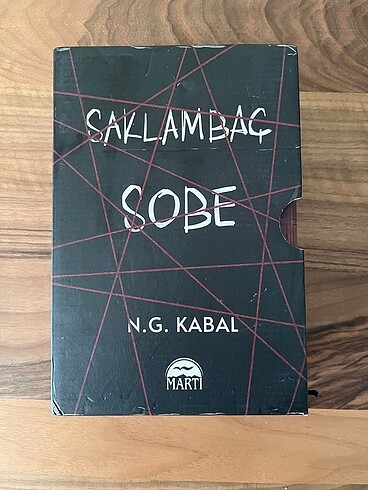 SAKLAMBAÇ
SOBE
N.G. KABAL
MARTI